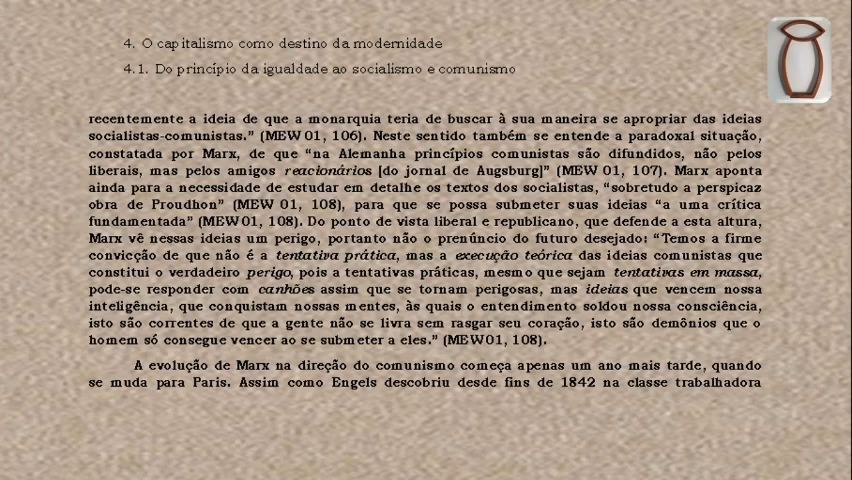 4. O capitalismo como destino da modernidade
4.1. Do princípio da igualdade ao socialismo e comunismo
recentemente a ideia de que a monarquia teria de buscar à sua maneira se apropriar das ideias
socialistas-comunistas.” (MEW 01, 106). Neste sentido também se entende a paradoxal situação,
constatada por Marx, de que “na Alemanha princípios comunistas são difundidos, não pelos
liberais, mas pelos amigos reacionários [do jornal de Augsburg]” (MEW 01, 107). Marx aponta
ainda para a necessidade de estudar em detalhe os textos dos socialistas, “sobretudo a perspicaz
obra de Proudhon” (MEW 01, 108), para que se possa submeter suas ideias “a uma crítica
fundamentada” (MEW 01, 108). Do ponto de vista liberal e republicano, que defende a esta altura,
Marx vê nessas ideias um perigo, portanto não o prenúncio do futuro desejado: “Temos a firme
convicção de que não é a tentativa prática, mas a execução teórica das ideias comunistas que
constitui o verdadeiro perigo, pois a tentativas práticas, mesmo que sejam tentativas em massa,
pode-se responder com canhões assim que se tornam perigosas, mas ideias que vencem nossa
inteligência, que conquistam nossas mentes, às quais o entendimento soldou nossa consciência,
isto são correntes de que a gente não se livra sem rasgar seu coração, isto são demônios que o
homem só consegue vencer ao se submeter a eles.” (MEW01, 108).
A evolução de Marx na direção do comunismo começa apenas um ano mais tarde, quando
se muda para Paris. Assim como Engels descobriu desde fins de 1842 na classe trabalhadora